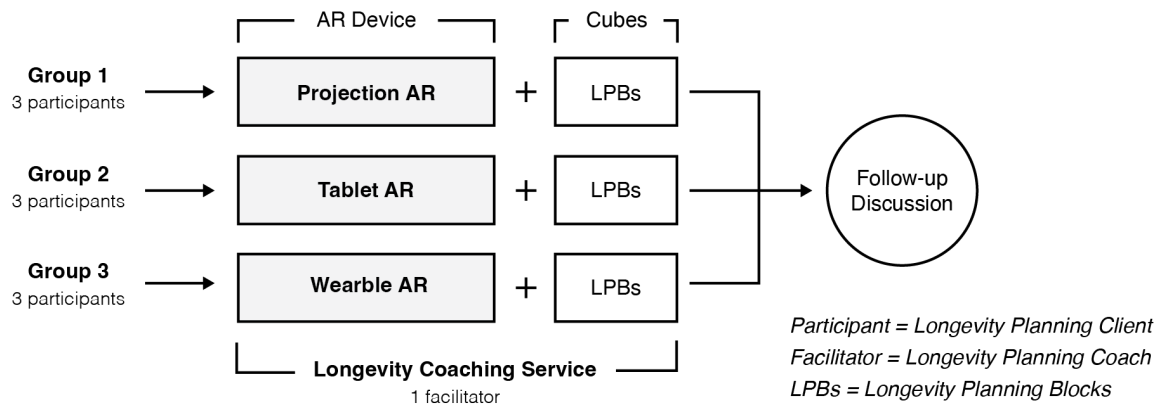 AR Device
Cubes
Group 1
3 participants
Projection AR
+
LPBs
Group 2
3 participants
Tablet AR
+
LPBs
Follow-up
Discussion
Group 3
3 participants
Wearble AR
+
LPBs
Longevity Coaching Service
1 facilitator
Participant = Longevity Planning Client
Facilitator = Longevity Planning Coach
LPBs = Longevity Planning Blocks